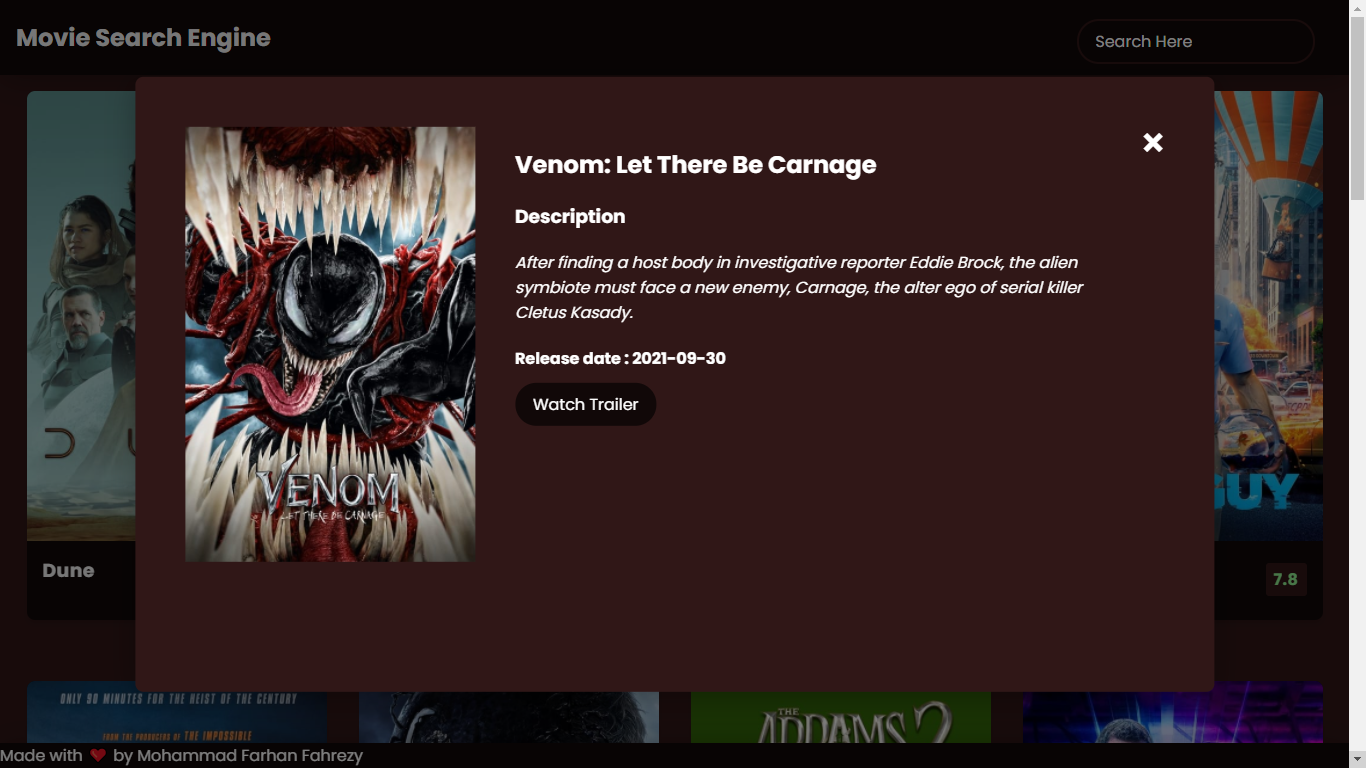 Movie Search Engine
Search Here
Venom: Let There Be Carnage
Description
After finding a host body in investigative reporter Eddie Brock, the alien
symbiote must face a new enemy, Carnage, the alter ego of serial killer
Cletus Kasady.
Release date : 2021-09-30
Watch Trailer
VENOM
LET THERE BE CARNAGE
D U
GUY
Dune
7.8
ONLY 90 MINUTES FOR THE HEIST OF THE CENTURY
FROM THE PRODUCERS OF THE IMPOSSIBLE
THE
ADDAMS 2
Made with ❤ by Mohammad Farhan Fahrezy